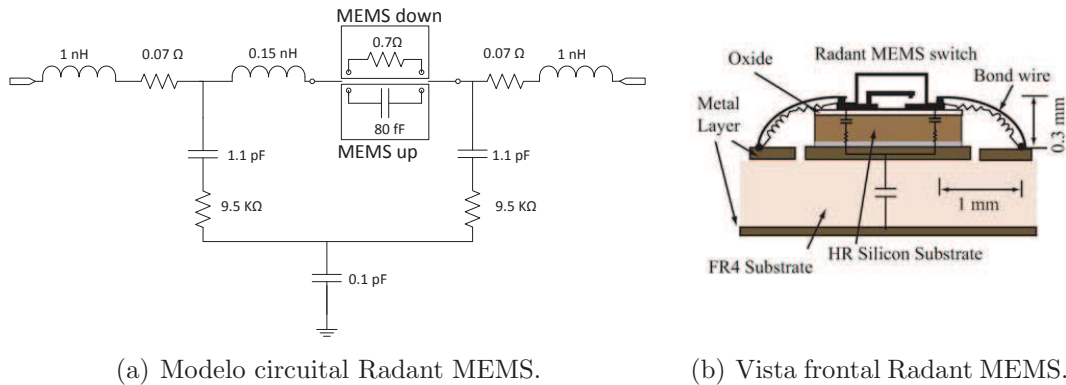 MEMS down
1 nH
0.07 Ω
0.15 nH
0.7Ω
0.07 Ω
1 nH
80 fF
MEMS up
1.1 pF
1.1 pF
9.5 KΩ
9.5 KΩ
0.1 pF
(a) Modelo circuital Radant MEMS.
Radant MEMS switch
Oxide
Bond wire
Metal
Layer
0.3 mm
1 mm
FR4 Substrate
HR Silicon Substrate
(b) Vista frontal Radant MEMS.